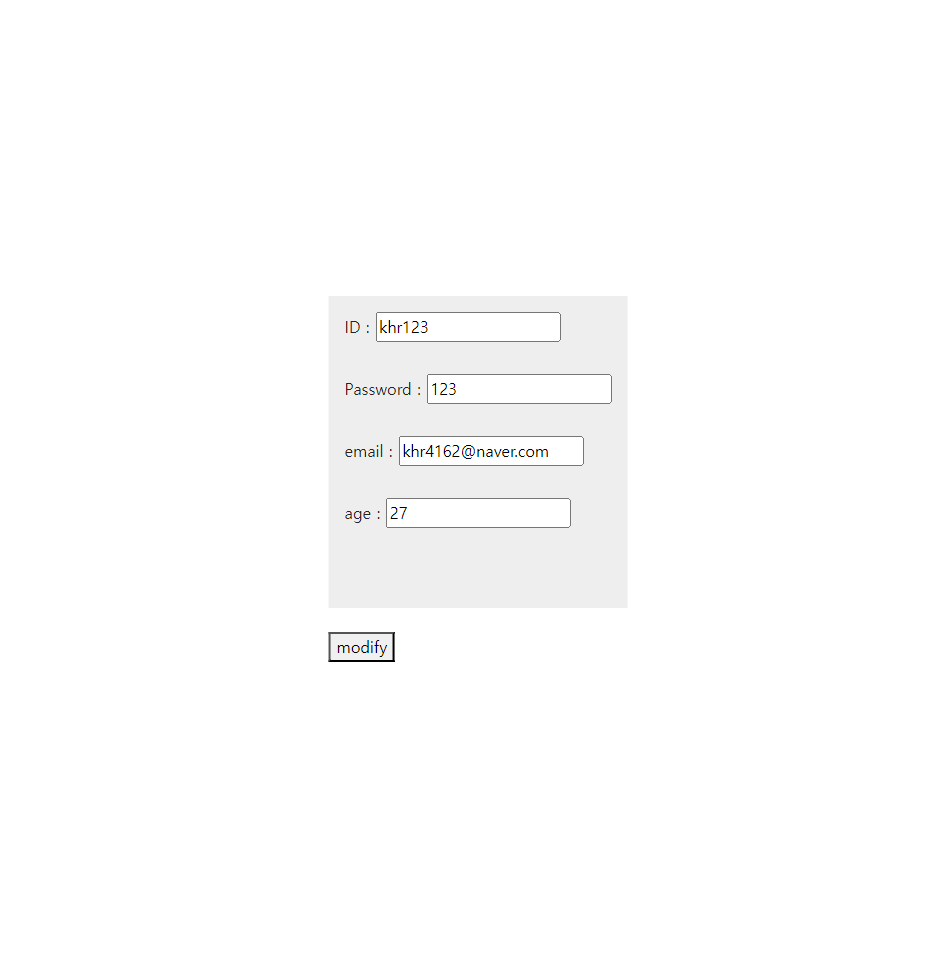 ID : khr123
Password : 123
email : khr4162@naver.com
age : 27
modify